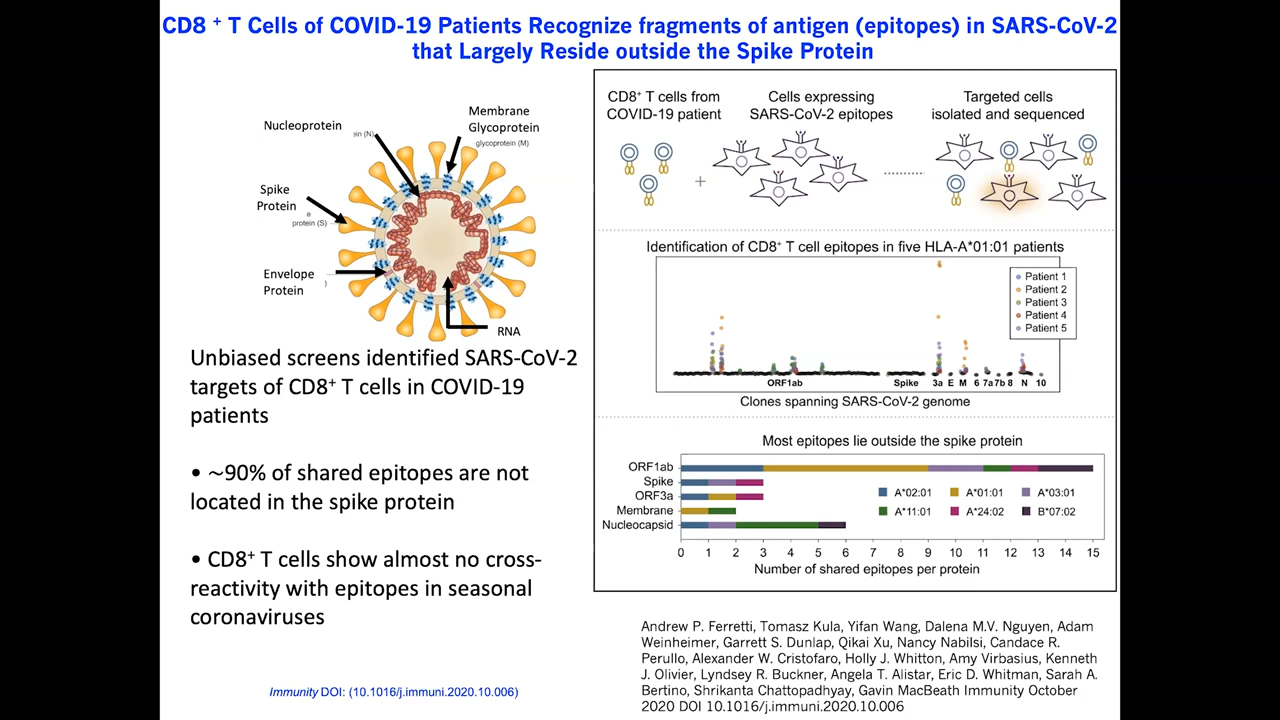 CD8 + T Cells of COVID-19 Patients Recognize fragments of antigen (epitopes) in SARS-CoV-2
that Largely Reside outside the Spike Protein
Nucleoprotein
ein (N)
Membrane
Glycoprotein
glycoprotein (M)
Spike
Protein
e
protein (S)
Envelope
Protein
)
RNA
Unbiased screens identified SARS-CoV-2
targets of CD8+ T cells in COVID-19
patients
• ~90% of shared epitopes are not
located in the spike protein
• CD8+ T cells show almost no cross-
reactivity with epitopes in seasonal
coronaviruses
Immunity DOI: (10.1016/j.immuni.2020.10.006)
CD8+ T cells from
COVID-19 patient
+
Cells expressing
SARS-CoV-2 epitopes
Targeted cells
isolated and sequenced
Identification of CD8+ T cell epitopes in five HLA-A*01:01 patients
Patient 1
Patient 2
Patient 3
Patient 4
Patient 5
ORF1ab Spike 3a E M 6 7a 7b 8 N 10
Clones spanning SARS-CoV-2 genome
Most epitopes lie outside the spike protein
ORF1ab
Spike
ORF3a
Membrane
Nucleocapsid
A*02:01 A*01:01 A*03:01
A*11:01 A*24:02 B*07:02
0 1 2 3 4 5 6 7 8 9 10 11 12 13 14 15
Number of shared epitopes per protein
Andrew P. Ferretti, Tomasz Kula, Yifan Wang, Dalena M.V. Nguyen, Adam
Weinheimer, Garrett S. Dunlap, Qikai Xu, Nancy Nabilsi, Candace R.
Perullo, Alexander W. Cristofaro, Holly J. Whitton, Amy Virbasius, Kenneth
J. Olivier, Lyndsey R. Buckner, Angela T. Alistar, Eric D. Whitman, Sarah A.
Bertino, Shrikanta Chattopadhyay, Gavin MacBeath Immunity October
2020 DOI 10.1016/j.immuni.2020.10.006